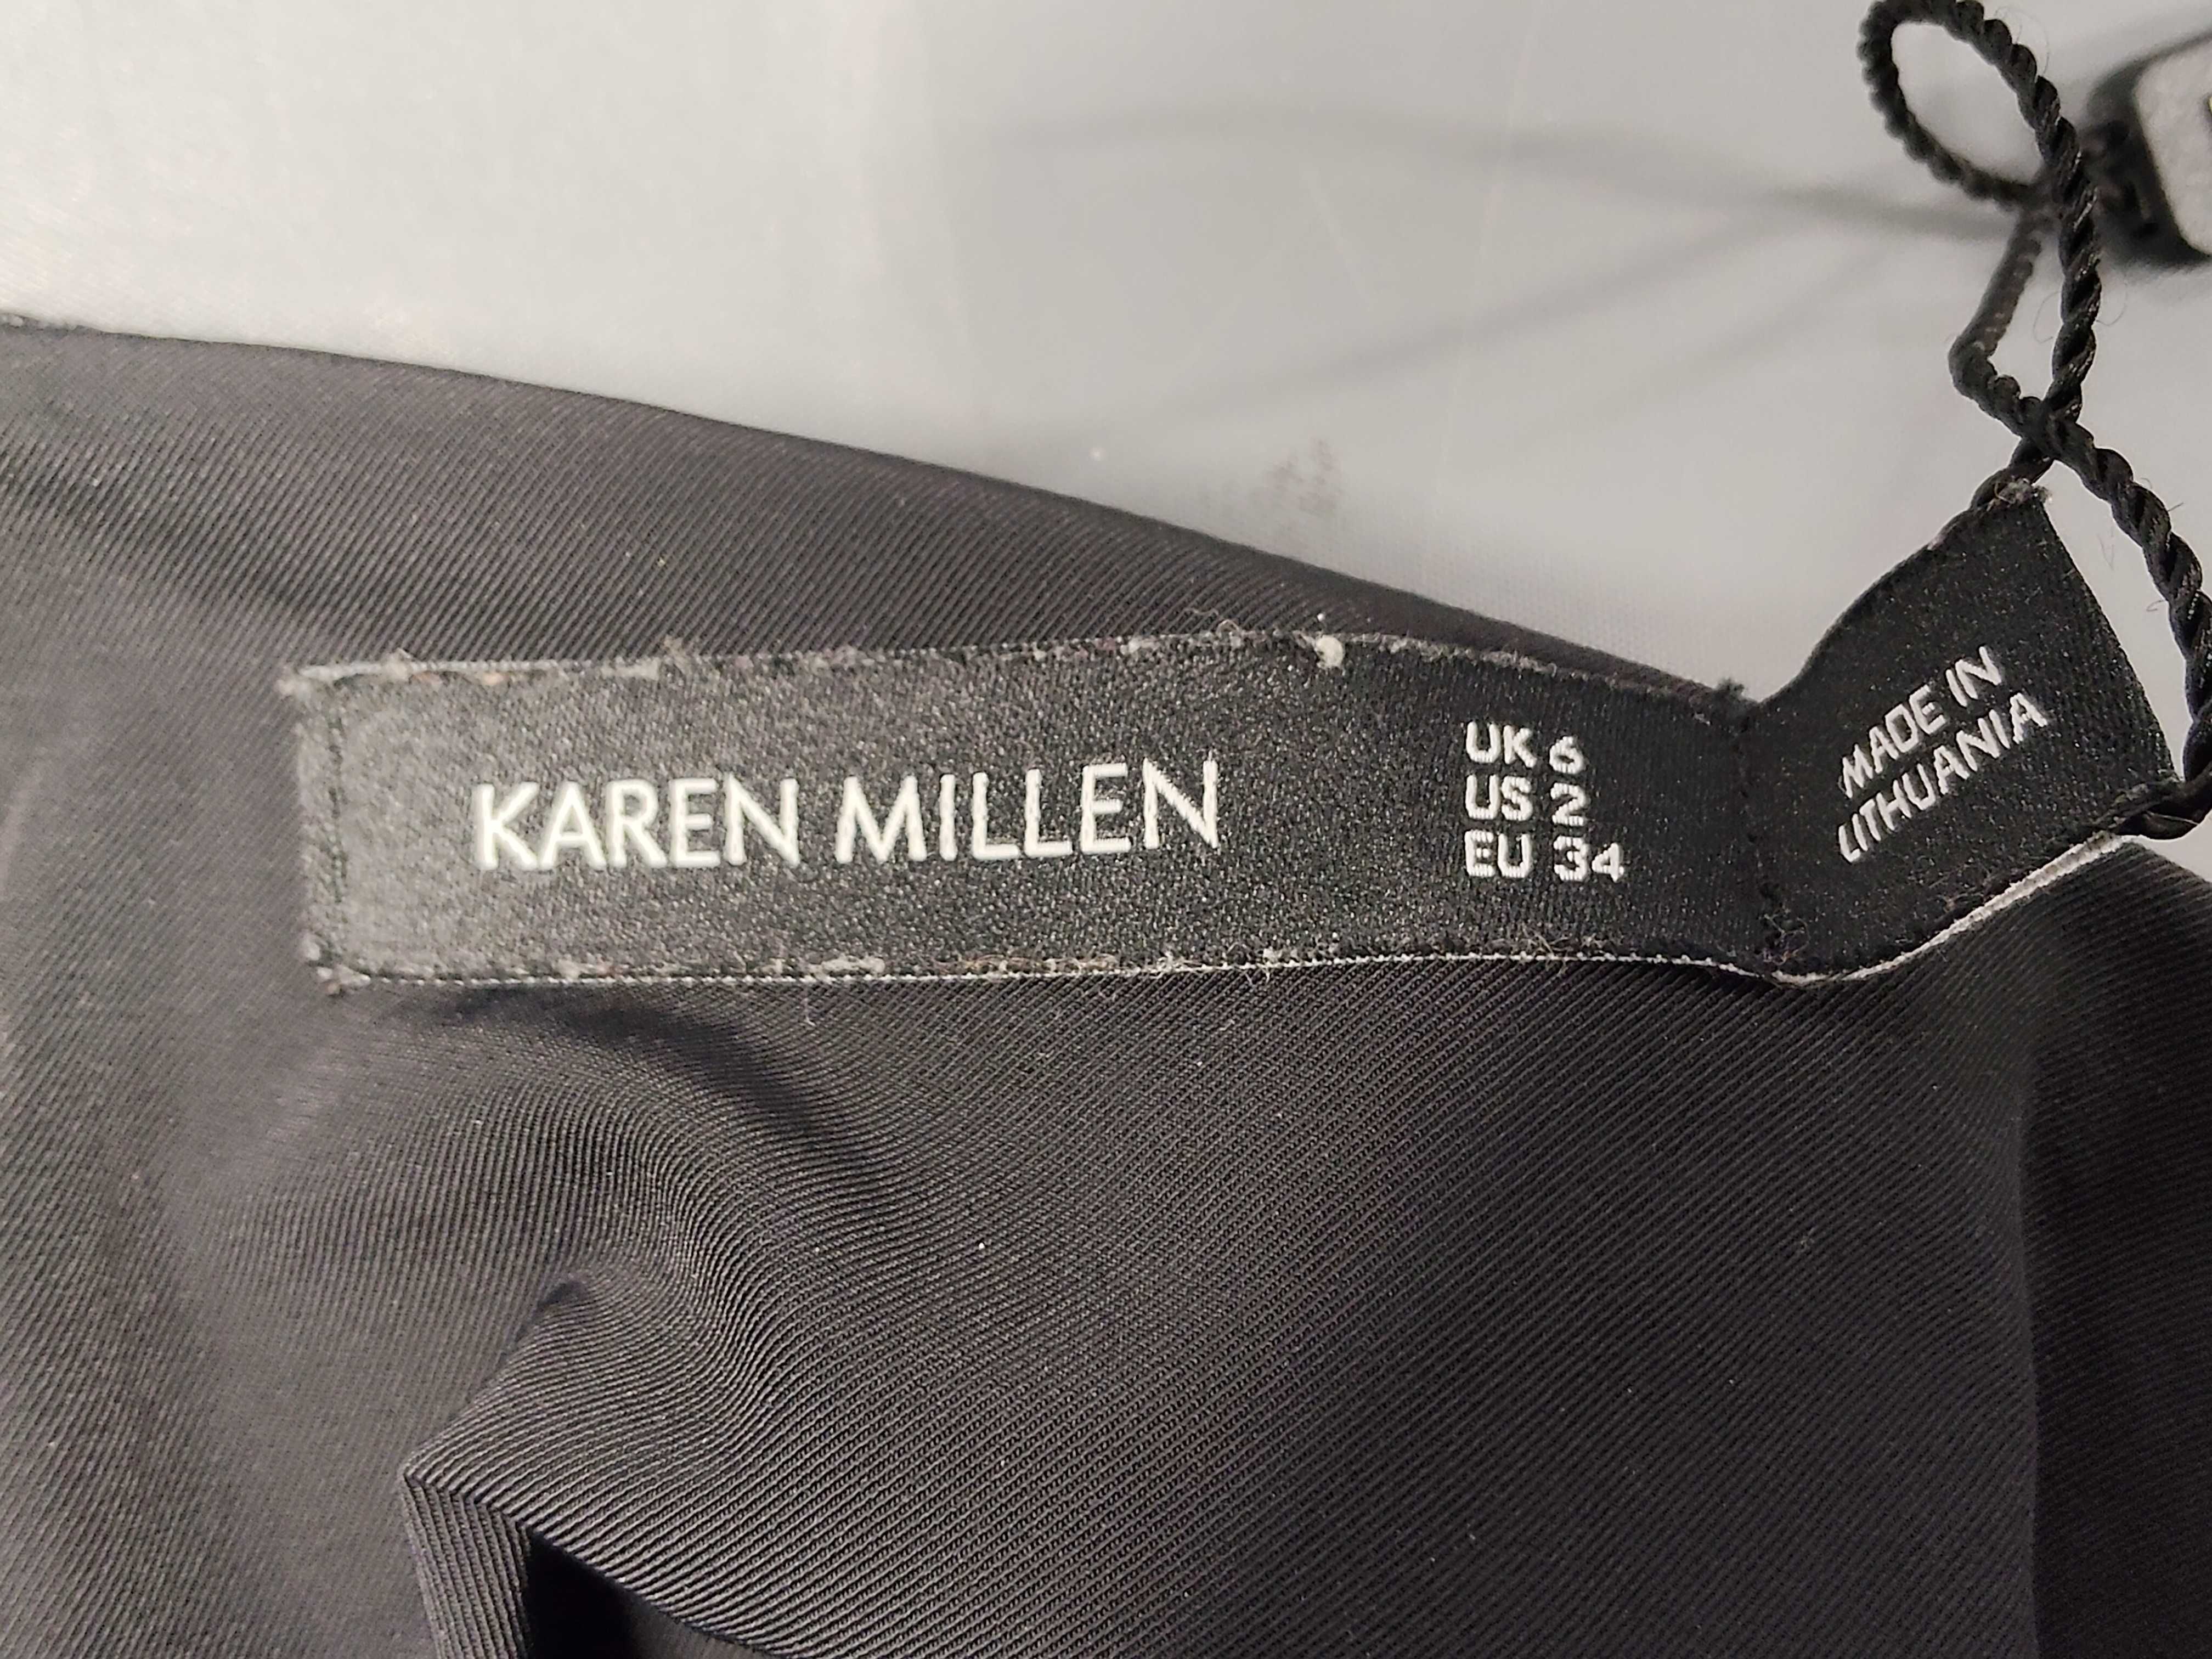 KAREN MILLEN
UK 6
US 2
EU 34
MADE IN
LITHUANIA